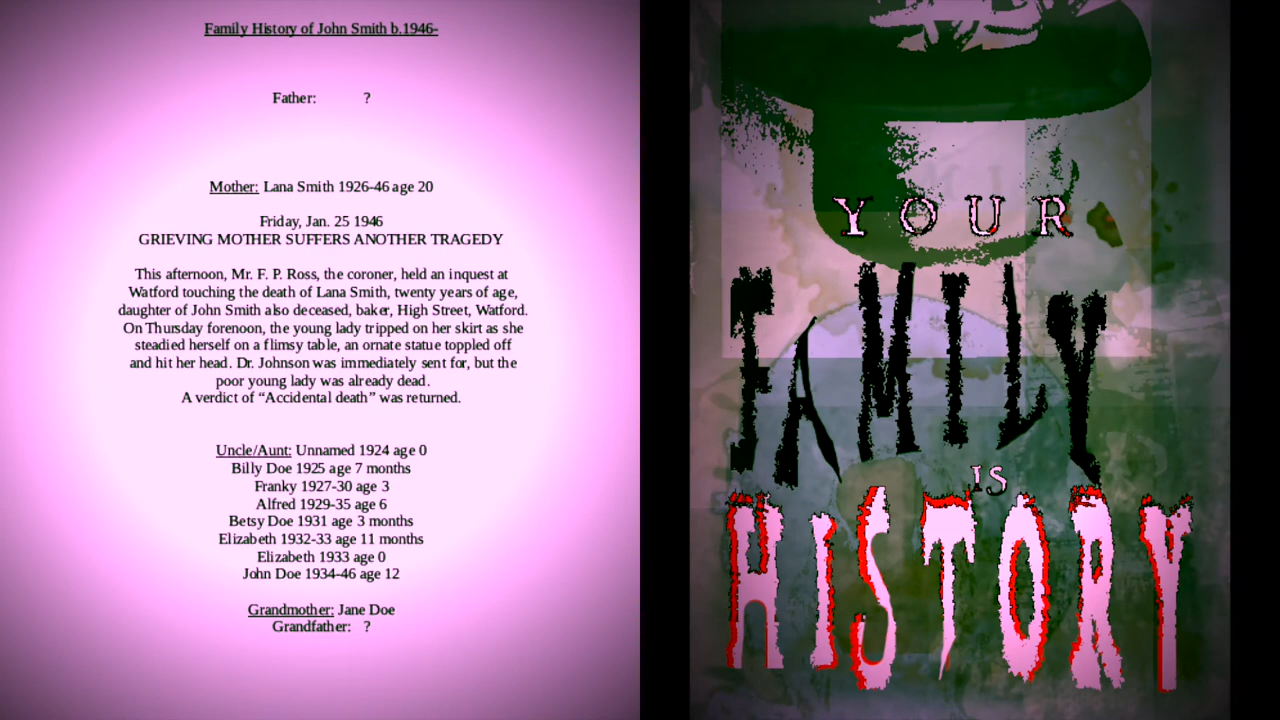 Family History of John Smith b.1946-
Father: ?
Mother: Lana Smith 1926-46 age 20
Friday, Jan. 25 1946
GRIEVING MOTHER SUFFERS ANOTHER TRAGEDY
This afternoon, Mr. F. P. Ross, the coroner, held an inquest at
Watford touching the death of Lana Smith, twenty years of age,
daughter of John Smith also deceased, baker, High Street, Watford.
On Thursday forenoon, the young lady tripped on her skirt as she
steadied herself on a flimsy table, an ornate statue toppled off
and hit her head. Dr. Johnson was immediately sent for, but the
poor young lady was already dead.
A verdict of “Accidental death” was returned.
Uncle/Aunt: Unnamed 1924 age 0
Billy Doe 1925 age 7 months
Franky 1927-30 age 3
Alfred 1929-35 age 6
Betsy Doe 1931 age 3 months
Elizabeth 1932-33 age 11 months
Elizabeth 1933 age 0
John Doe 1934-46 age 12
Grandmother: Jane Doe
Grandfather: ?
YOUR
FAMILY
IS
HISTORY